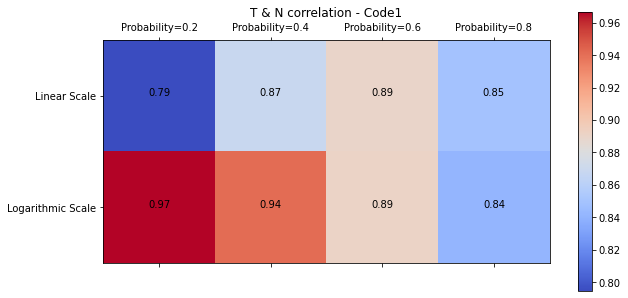 T & N correlation - Code1
Probability=0.2 Probability=0.4 Probability=0.6 Probability=0.8
Linear Scale 0.79 0.87 0.89 0.85
Logarithmic Scale 0.97 0.94 0.89 0.84
0.96
0.94
0.92
0.90
0.88
0.86
0.84
0.82
0.80